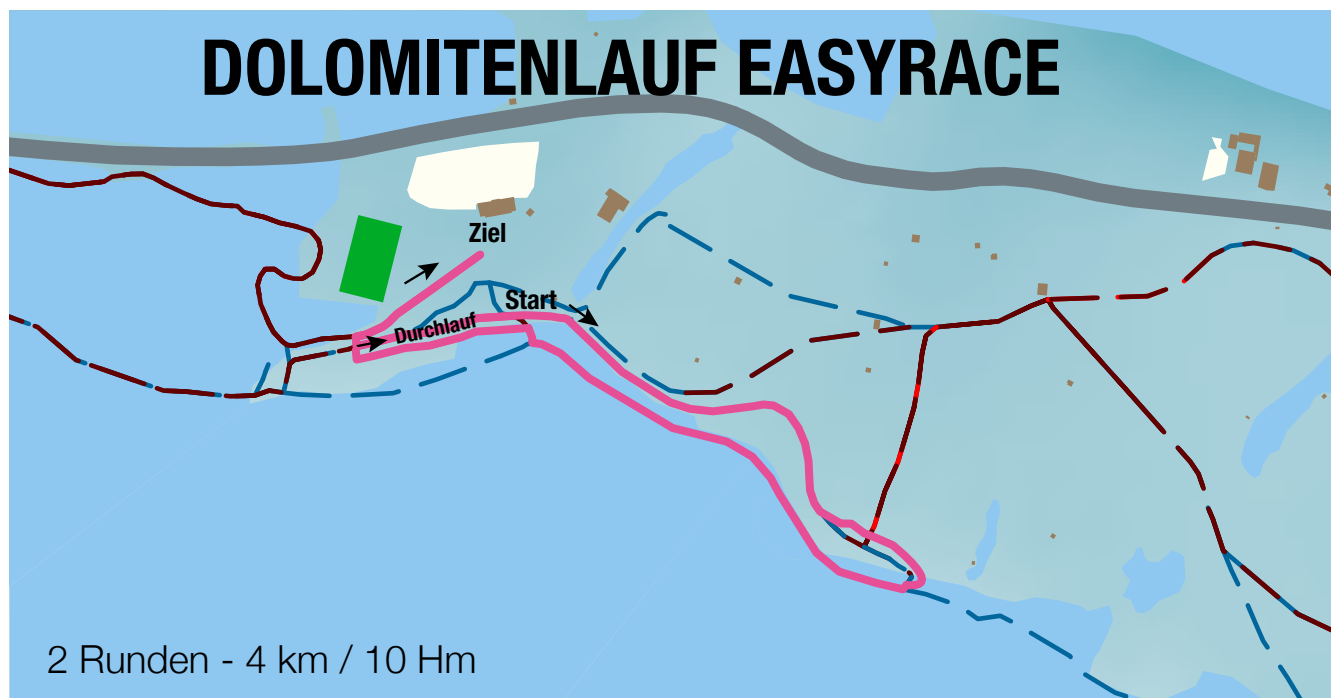 DOLOMITENLAUF EASYRACE
Ziel
Start
Durchlauf
2 Runden - 4 km / 10 Hm